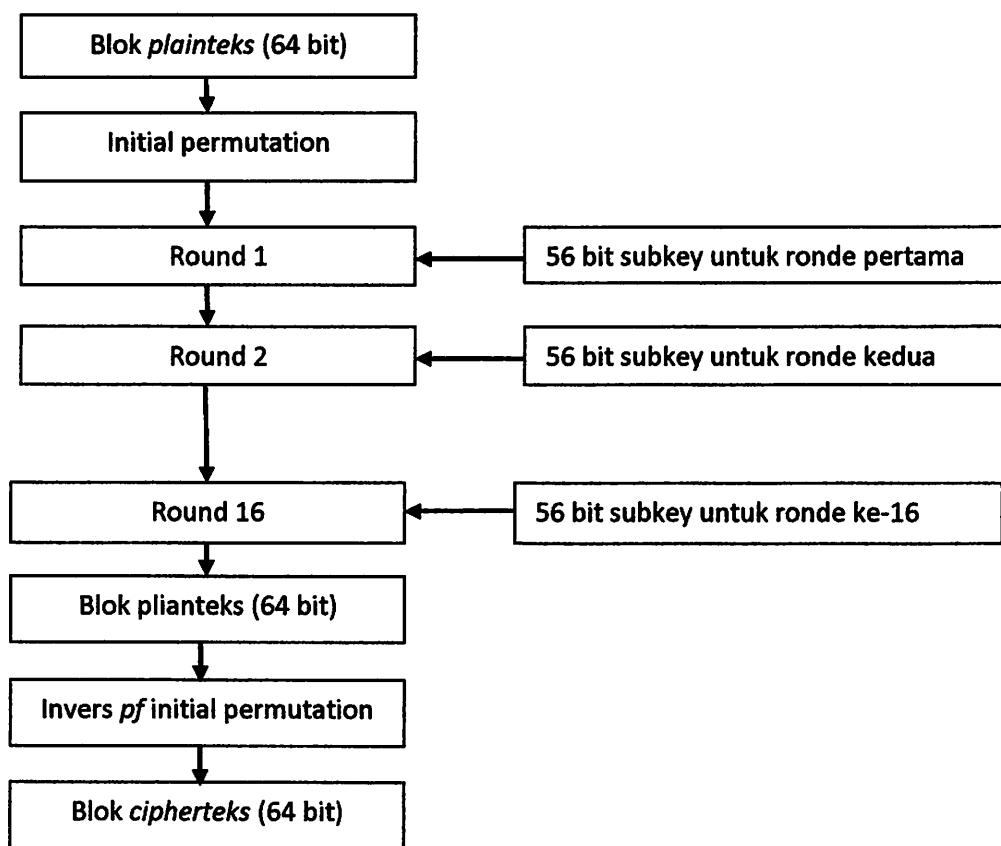 Blok plainteks (64 bit)
Initial permutation
Round 1
56 bit subkey untuk ronde pertama
Round 2
56 bit subkey untuk ronde kedua
Round 16
56 bit subkey untuk ronde ke-16
Blok plianteks (64 bit)
Invers pf initial permutation
Blok cipherteks (64 bit)